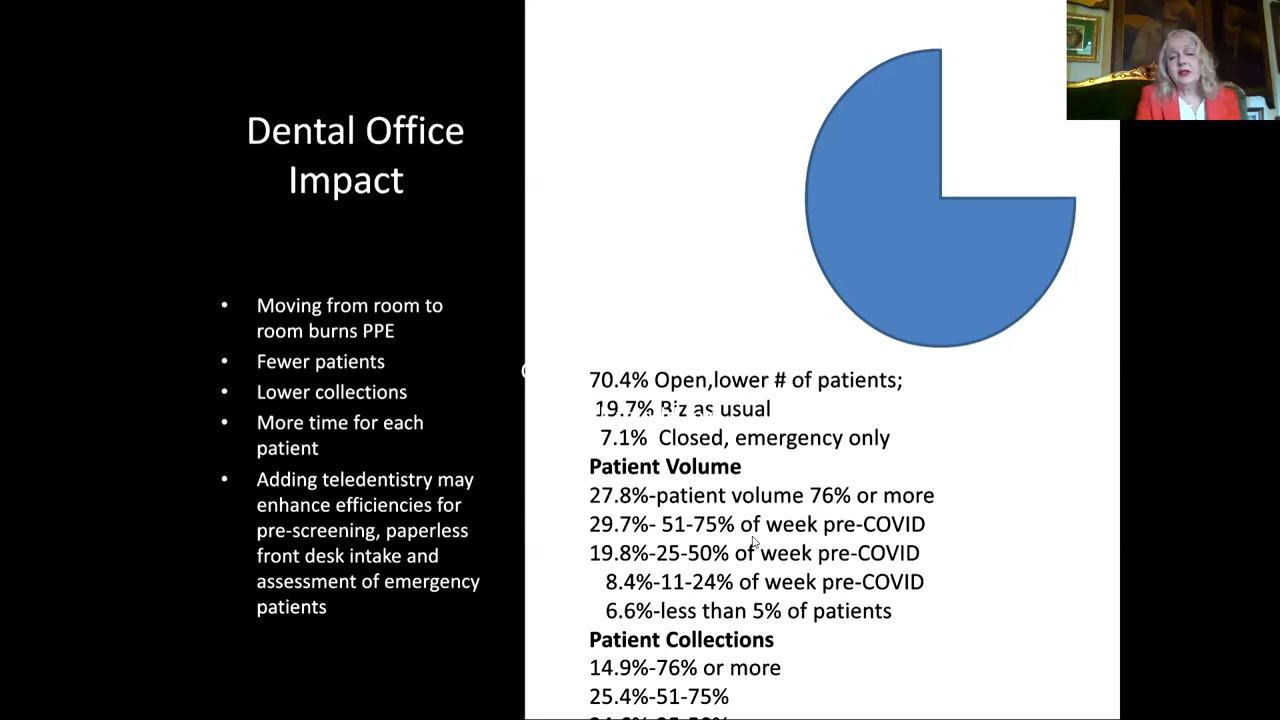 Dental Office
Impact
• Moving from room to
room burns PPE
• Fewer patients
• Lower collections
• More time for each
patient
• Adding teledentistry may
enhance efficiencies for
pre-screening, paperless
front desk intake and
assessment of emergency
patients
70.4% Open,lower # of patients;
19.7% Biz as usual
7.1% Closed, emergency only
Patient Volume
27.8%-patient volume 76% or more
29.7%- 51-75% of week pre-COVID
19.8%-25-50% of week pre-COVID
8.4%-11-24% of week pre-COVID
6.6%-less than 5% of patients
Patient Collections
14.9%-76% or more
25.4%-51-75%